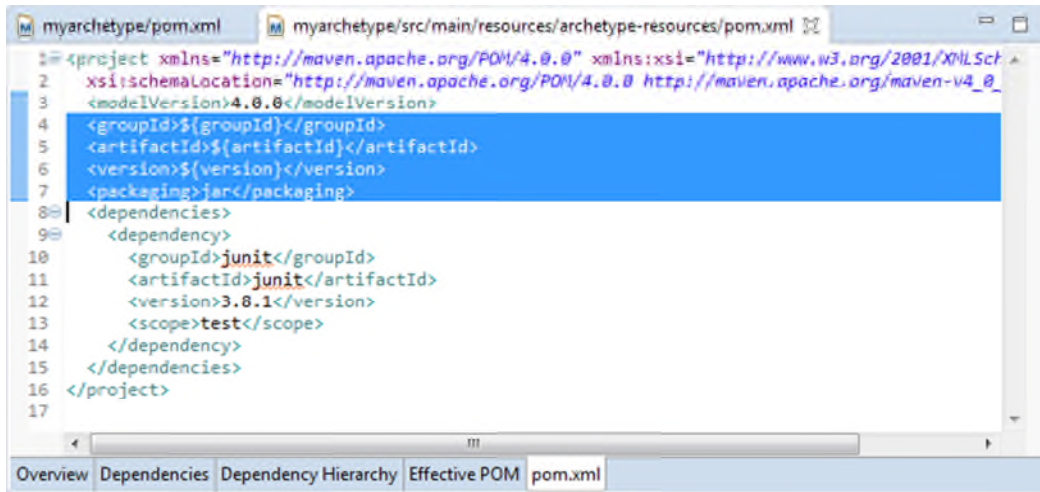 myarchetype/pom.xml myarchetype/src/main/resources/archetype-resources/pom.xml
1 <project xmlns="http://maven.apache.org/POM/4.0.0" xmlns:xsi="http://www.w3.org/2001/XMLSch
2 xsi:schemaLocation="http://maven.apache.org/POM/4.0.0 http://maven.apache.org/maven-v4_0_
3 <modelVersion>4.0.0</modelVersion>
4 <groupId>${groupId}</groupId>
5 <artifactId>${artifactId}</artifactId>
6 <version>${version}</version>
7 <packaging>jar</packaging>
8 <dependencies>
9 <dependency>
10 <groupId>junit</groupId>
11 <artifactId>junit</artifactId>
12 <version>3.8.1</version>
13 <scope>test</scope>
14 </dependency>
15 </dependencies>
16 </project>
17
Overview Dependencies Dependency Hierarchy Effective POM pom.xml